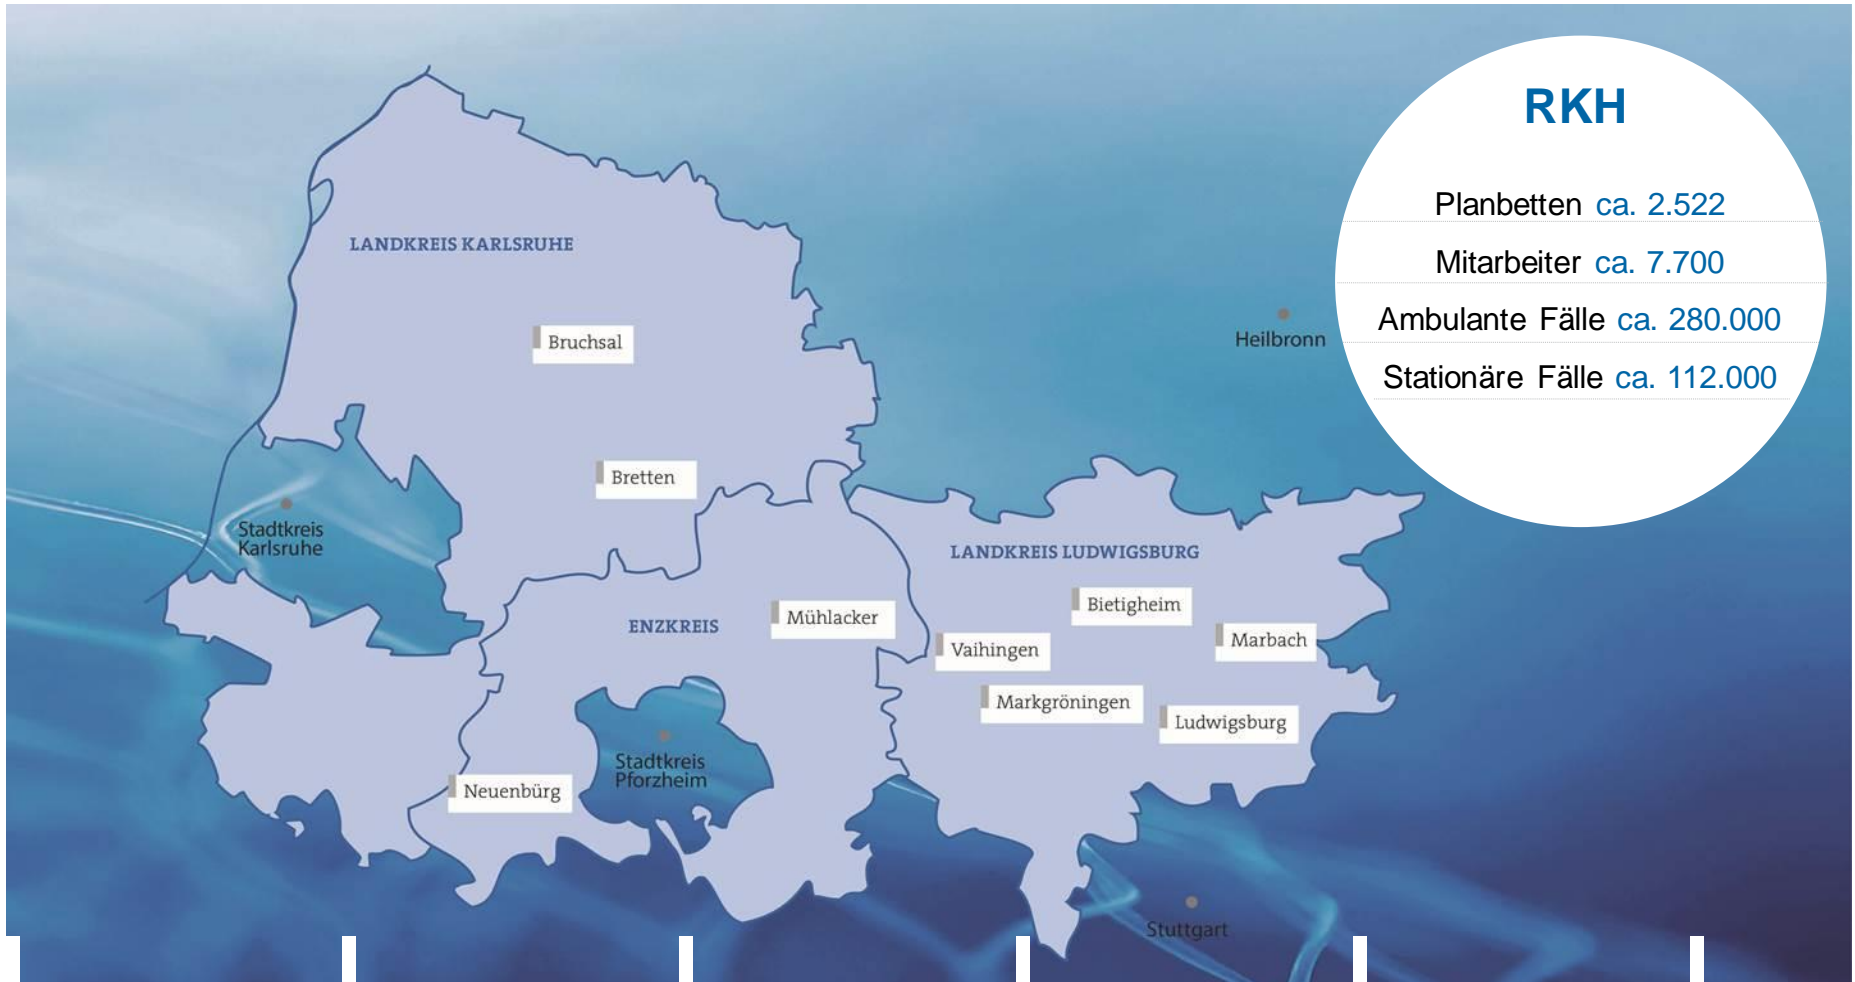 RKH
Planbetten ca. 2.522
Mitarbeiter ca. 7.700
Ambulante Fälle ca. 280.000
Stationäre Fälle ca. 112.000
LANDKREIS KARLSRUHE
Bruchsal
Heilbronn
Bretten
Stadtkreis
Karlsruhe
LANDKREIS LUDWIGSBURG
Bietigheim
Mühlacker
ENZKREIS
Marbach
Vaihingen
Markgröningen
Ludwigsburg
Stadtkreis
Pforzheim
Neuenbürg
Stuttgart